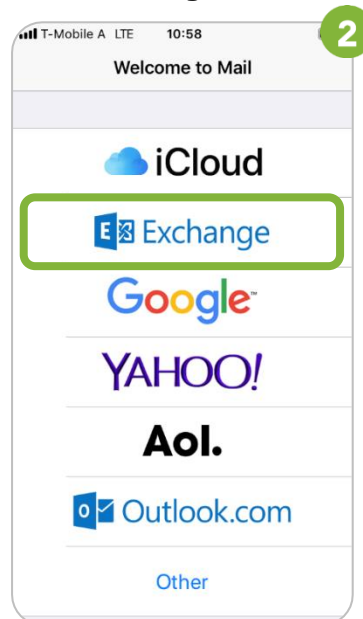 T-Mobile A LTE 10:58
2
Welcome to Mail
iCloud
E Exchange
Google
YAHOO!
Aol.
o Outlook.com
Other